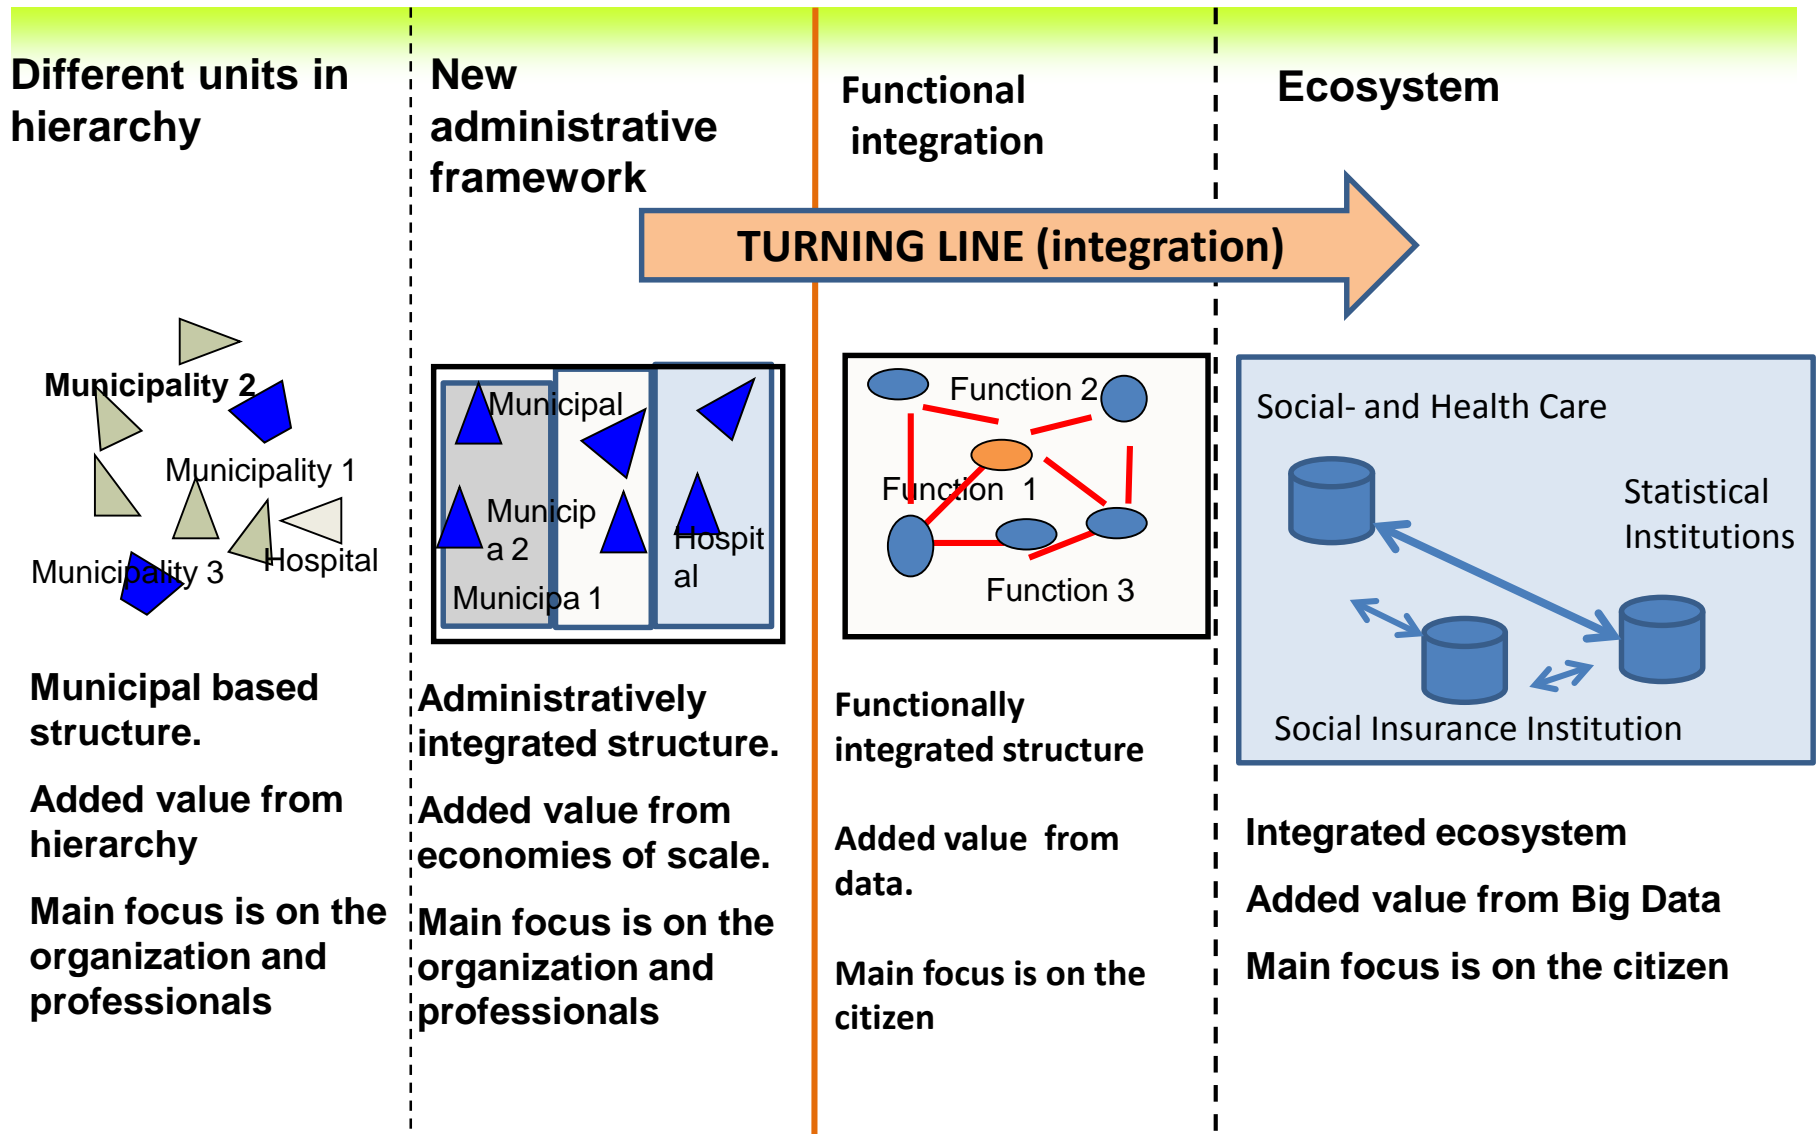 Different units in
hierarchy
New
administrative
framework
Functional
integration
Ecosystem
TURNING LINE (integration)
Municipality 2
Municipality 1
Municipality 3
Hospital
Municipal
Municip
a 2
Municipa 1
Hospit
al
Function 2
Function 1
Function 3
Social- and Health Care
Statistical
Institutions
Social Insurance Institution
Municipal based
structure.
Added value from
hierarchy
Main focus is on the
organization and
professionals
Administratively
integrated structure.
Added value from
economies of scale.
Main focus is on the
organization and
professionals
Functionally
integrated structure
Added value from
data.
Main focus is on the
citizen
Integrated ecosystem
Added value from Big Data
Main focus is on the citizen